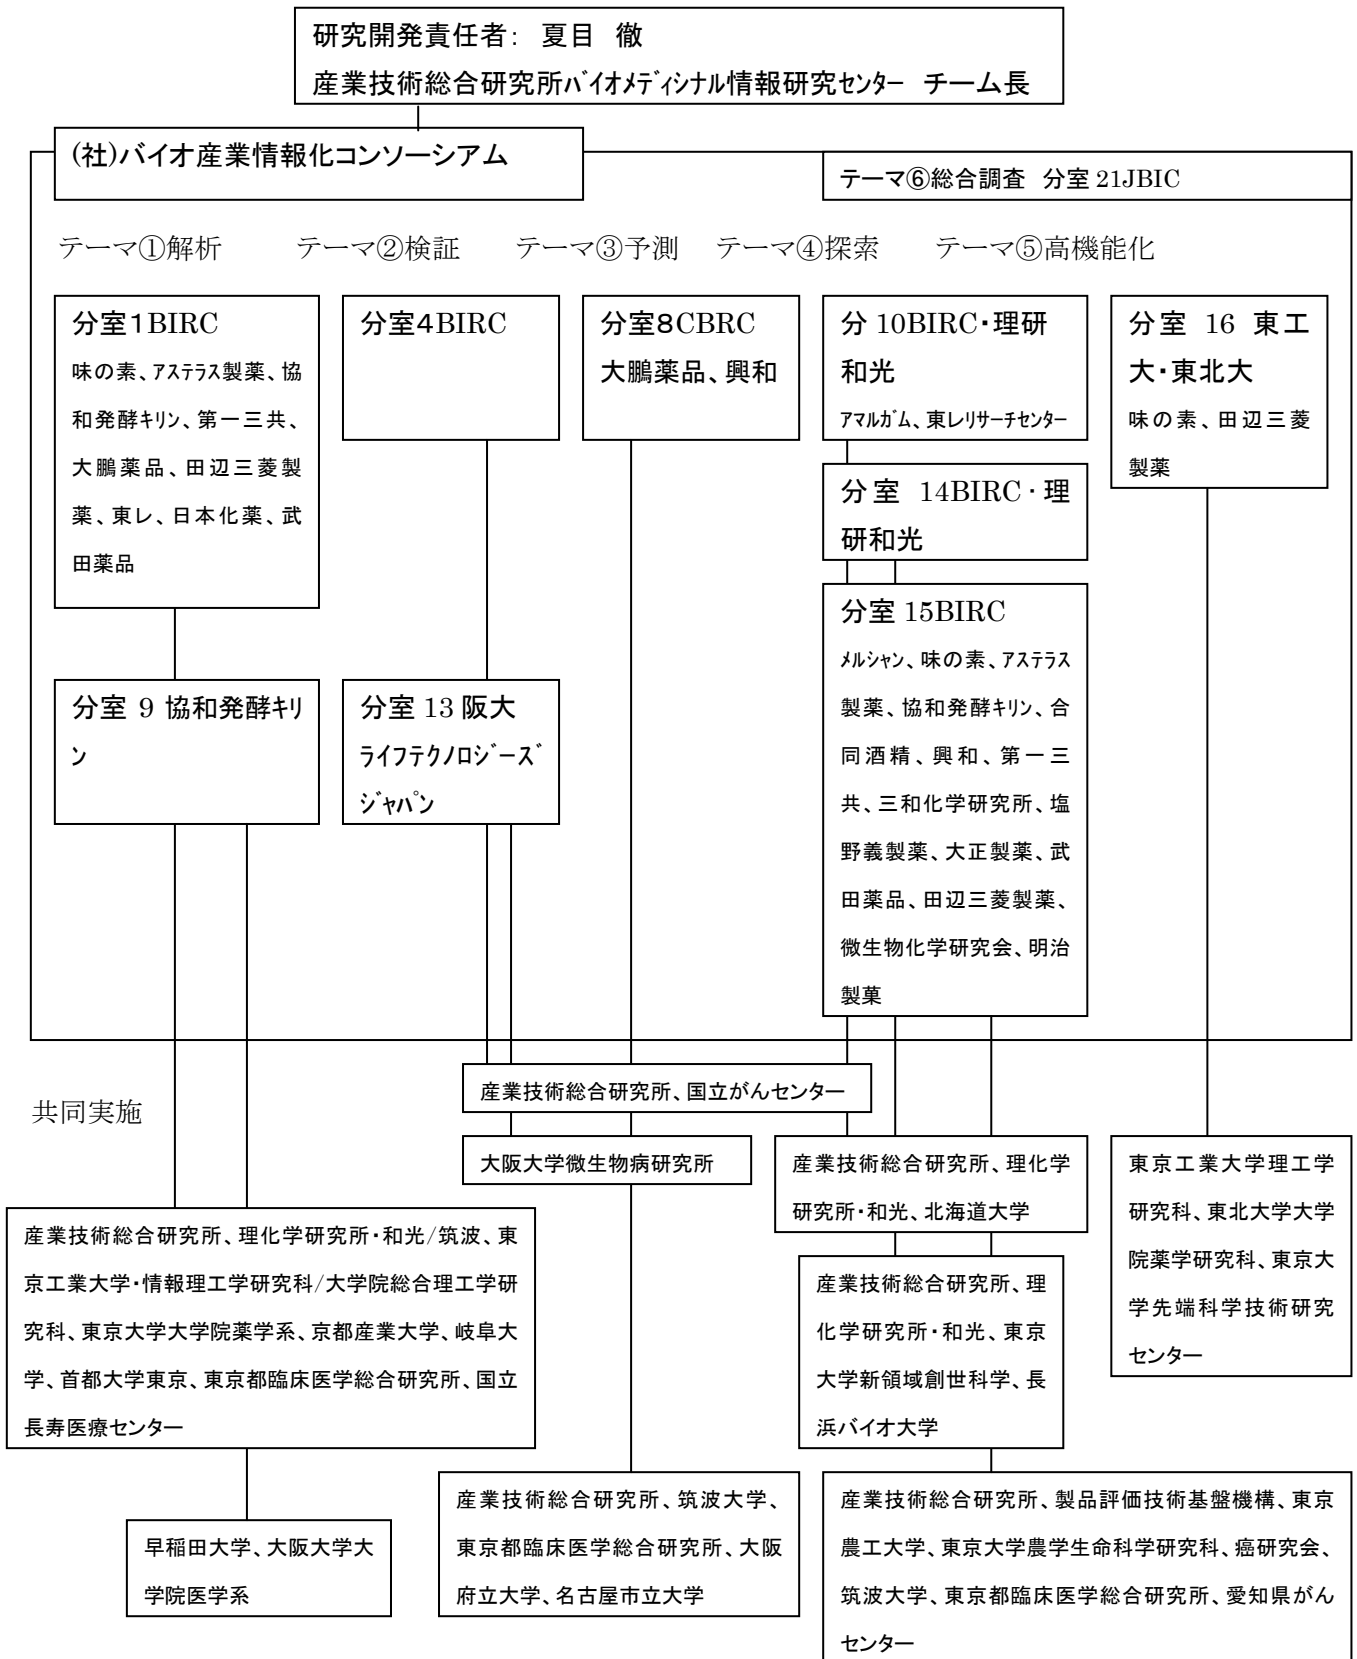 研究開発責任者： 夏目　徹
産業技術総合研究所ﾊﾞｲｵﾒﾃﾞｨｼﾅﾙ情報研究ｾﾝﾀｰ　チーム長
(社)バイオ産業情報化コンソーシアム
テーマ⑥総合調査　分室 21JBIC
テーマ①解析
テーマ②検証
テーマ③予測
テーマ④探索
テーマ⑤高機能化
分室１BIRC
味の素、ｱｽﾃﾗｽ製薬、協
和発酵ｷﾘﾝ、第一三共、
大鵬薬品、田辺三菱製
薬、東レ、日本化薬、武
田薬品
分室４BIRC
分室８CBRC
大鵬薬品、興和
分 10BIRC・理研
和光
ｱﾏﾙｶﾞﾑ、東レリサーチセンター
分室 16 東工
大・東北大
味の素、田辺三菱
製薬
分室 14BIRC・理
研和光
分室 15BIRC
ﾒﾙｼｬﾝ、味の素、ｱｽﾃﾗｽ
製薬、協和発酵ｷﾘﾝ、合
同酒精、興和、第一三
共、三和化学研究所、塩
野義製薬、大正製薬、武
田薬品、田辺三菱製薬、
微生物化学研究会、明治
製菓
分室 9 協和発酵キリ
ン
分室 13 阪大
ﾗｲﾌﾃｸﾉﾛｼﾞｰｽﾞ
ｼﾞｬﾊﾟﾝ
共同実施
産業技術総合研究所、国立がんセンター
大阪大学微生物病研究所
産業技術総合研究所、理化学
研究所・和光、北海道大学
東京工業大学理工学
研究科、東北大学大学
院薬学研究科、東京大
学先端科学技術研究
センター
産業技術総合研究所、理化学研究所・和光/筑波、東
京工業大学・情報理工学研究科/大学院総合理工学研
究科、東京大学大学院薬学系、京都産業大学、岐阜大
学、首都大学東京、東京都臨床医学総合研究所、国立
長寿医療センター
産業技術総合研究所、理
化学研究所・和光、東京
大学新領域創世科学、長
浜バイオ大学
早稲田大学、大阪大学大
学院医学系
産業技術総合研究所、筑波大学、
東京都臨床医学総合研究所、大阪
府立大学、名古屋市立大学
産業技術総合研究所、製品評価技術基盤機構、東京
農工大学、東京大学農学生命科学研究科、癌研究会、
筑波大学、東京都臨床医学総合研究所、愛知県がん
センター